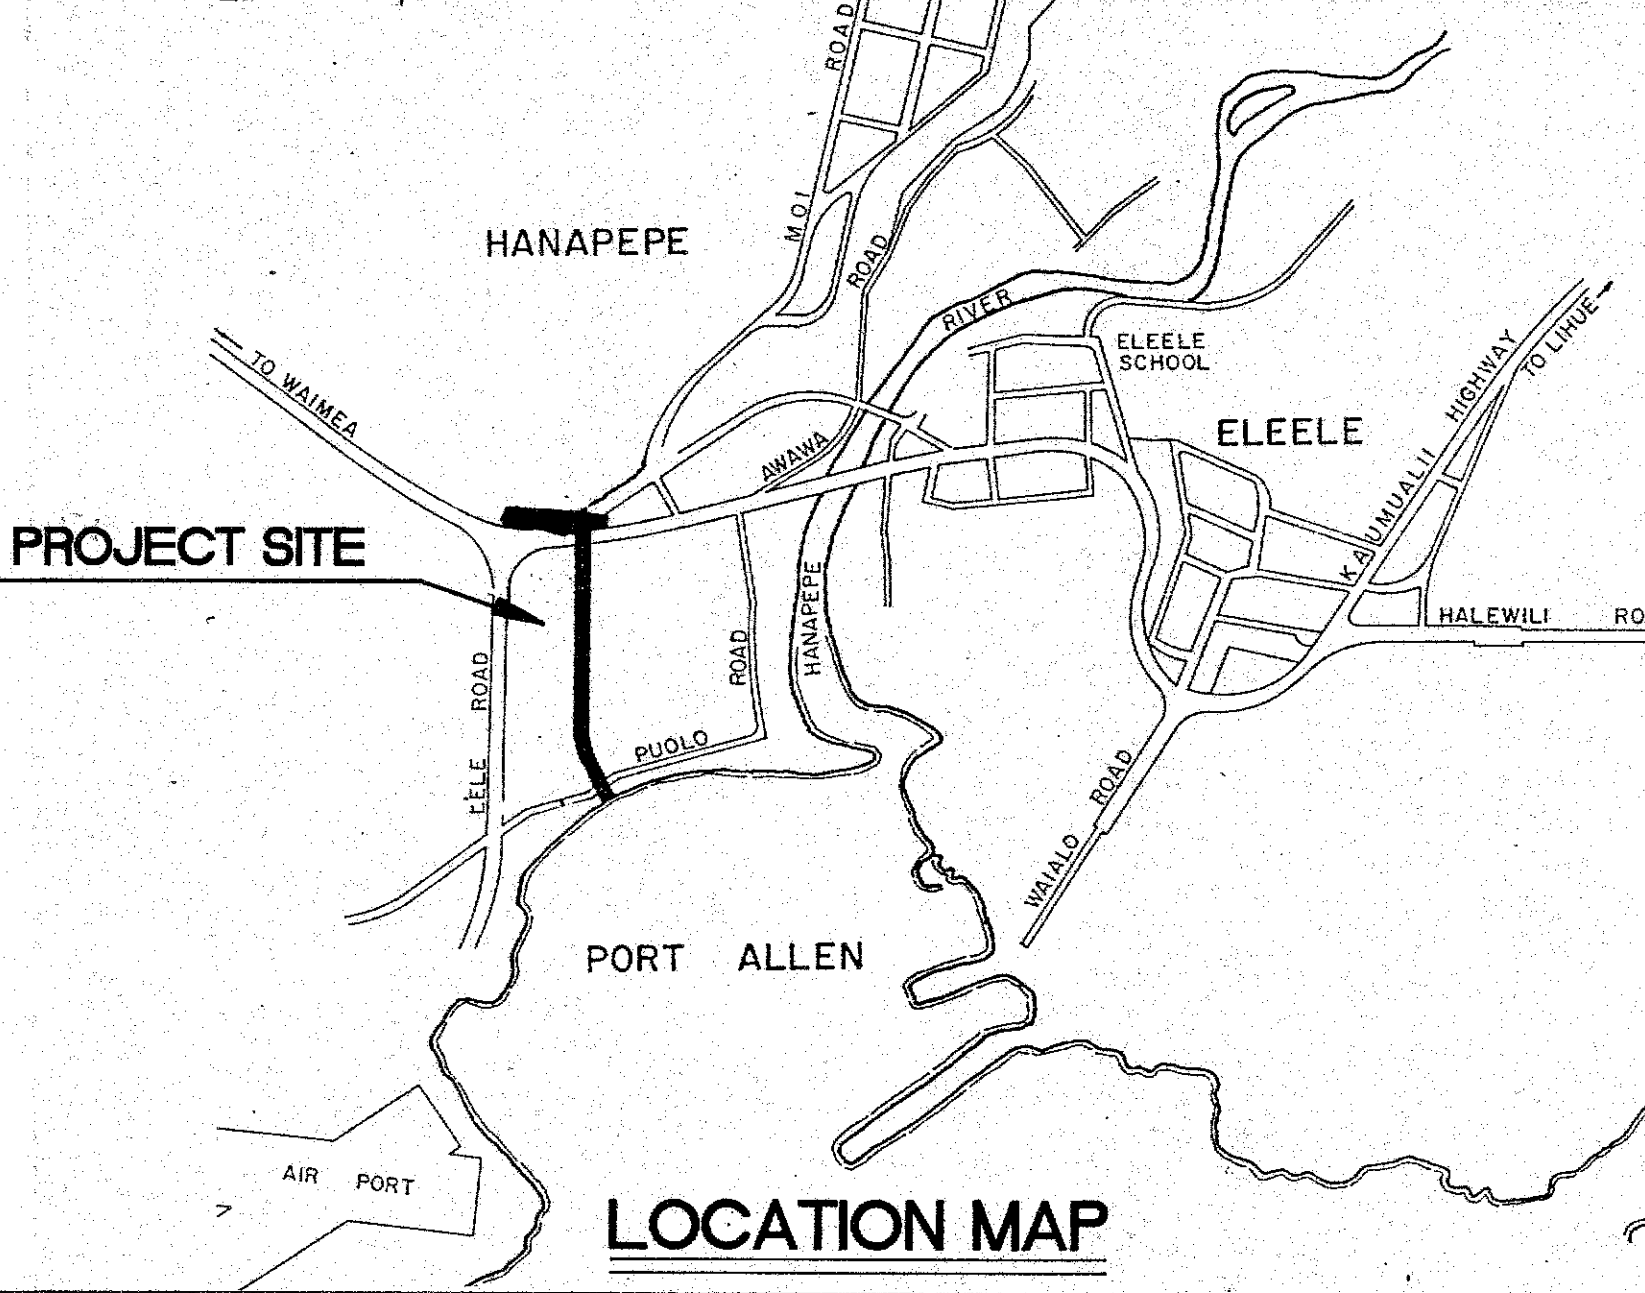 ROAD
MOI
HANAPEPE
ROAD
RIVER
ELEELE
SCHOOL
HIGHWAY
TO LIHUE
TO WAIMEA
ELEELE
AWAWA
KAUMUALII
PROJECT SITE
HANAPEPE
HALEWILI RO
ROAD
LELE ROAD
PUOLO
WAIALO ROAD
PORT ALLEN
AIR PORT
LOCATION MAP